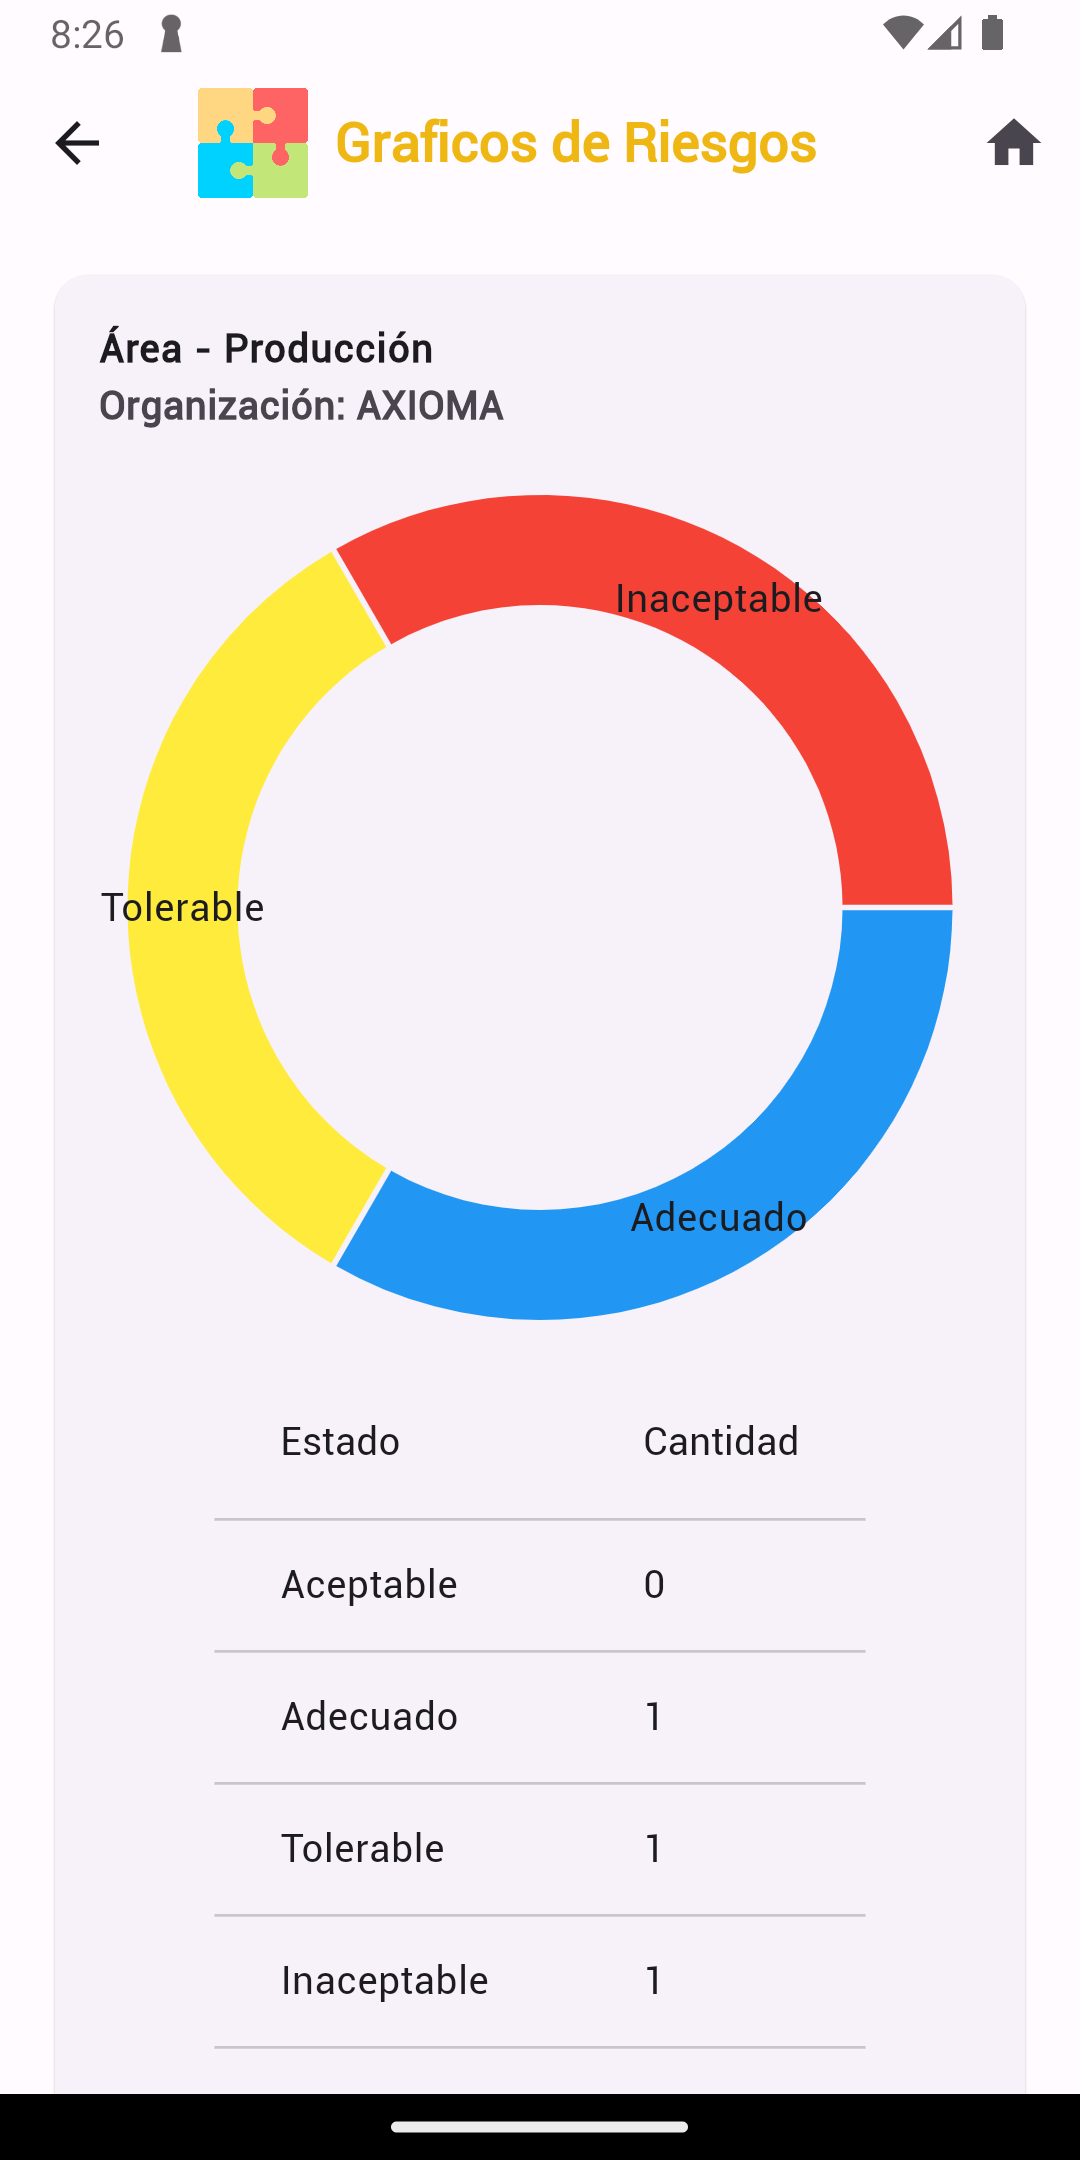 8:26
Graficos de Riesgos
Área - Producción
Organización: AXIOMA
Inaceptable
Tolerable
Adecuado
Estado Cantidad
Aceptable 0
Adecuado 1
Tolerable 1
Inaceptable 1